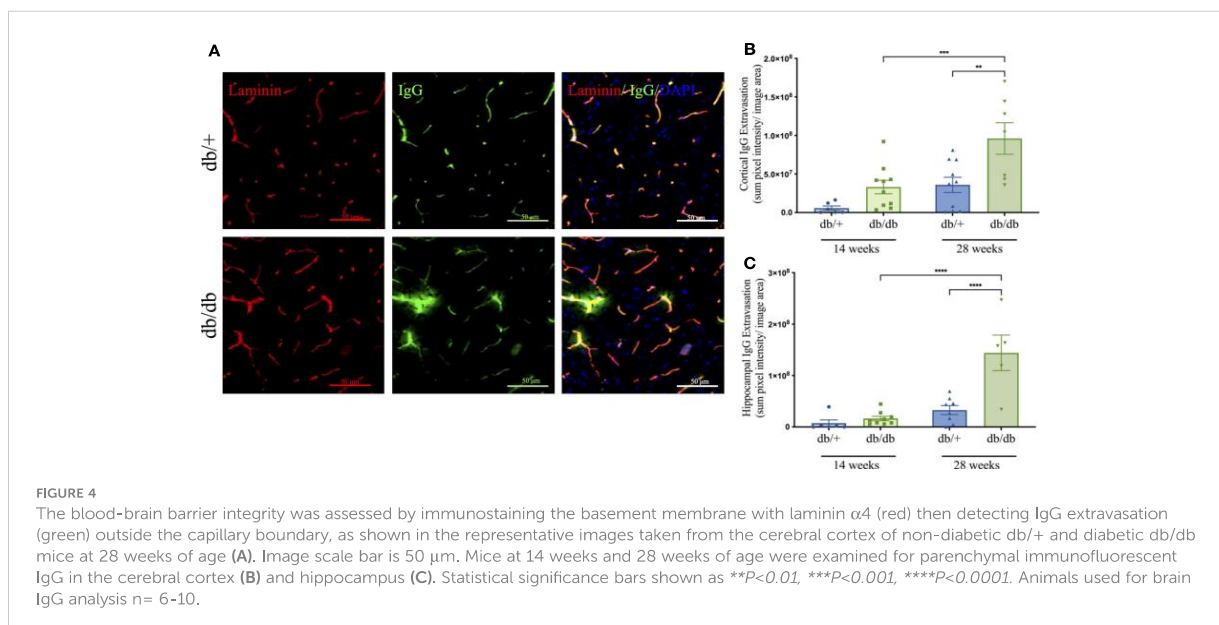 A
Laminin
IgG
Laminin/ IgG/DAPI
db/+
50 µm
50 µm
50 µm
db/db
50 µm
50 µm
50 µm
B
Cortical IgG Extravasation
(sum pixel intensity/ image area)
2.0×10⁸
1.5×10⁸
1.0×10⁸
5.0×10⁷
0.0
***
**
db/+ db/db db/+ db/db
14 weeks 28 weeks
C
Hippocampal IgG Extravasation
(sum pixel intensity/ image area)
3×10⁸
2×10⁸
1×10⁸
0
****
****
db/+ db/db db/+ db/db
14 weeks 28 weeks
FIGURE 4
The blood-brain barrier integrity was assessed by immunostaining the basement membrane with laminin α4 (red) then detecting IgG extravasation
(green) outside the capillary boundary, as shown in the representative images taken from the cerebral cortex of non-diabetic db/+ and diabetic db/db
mice at 28 weeks of age (A). Image scale bar is 50 μm. Mice at 14 weeks and 28 weeks of age were examined for parenchymal immunofluorescent
IgG in the cerebral cortex (B) and hippocampus (C). Statistical significance bars shown as **P<0.01, ***P<0.001, ****P<0.0001. Animals used for brain
IgG analysis n= 6-10.